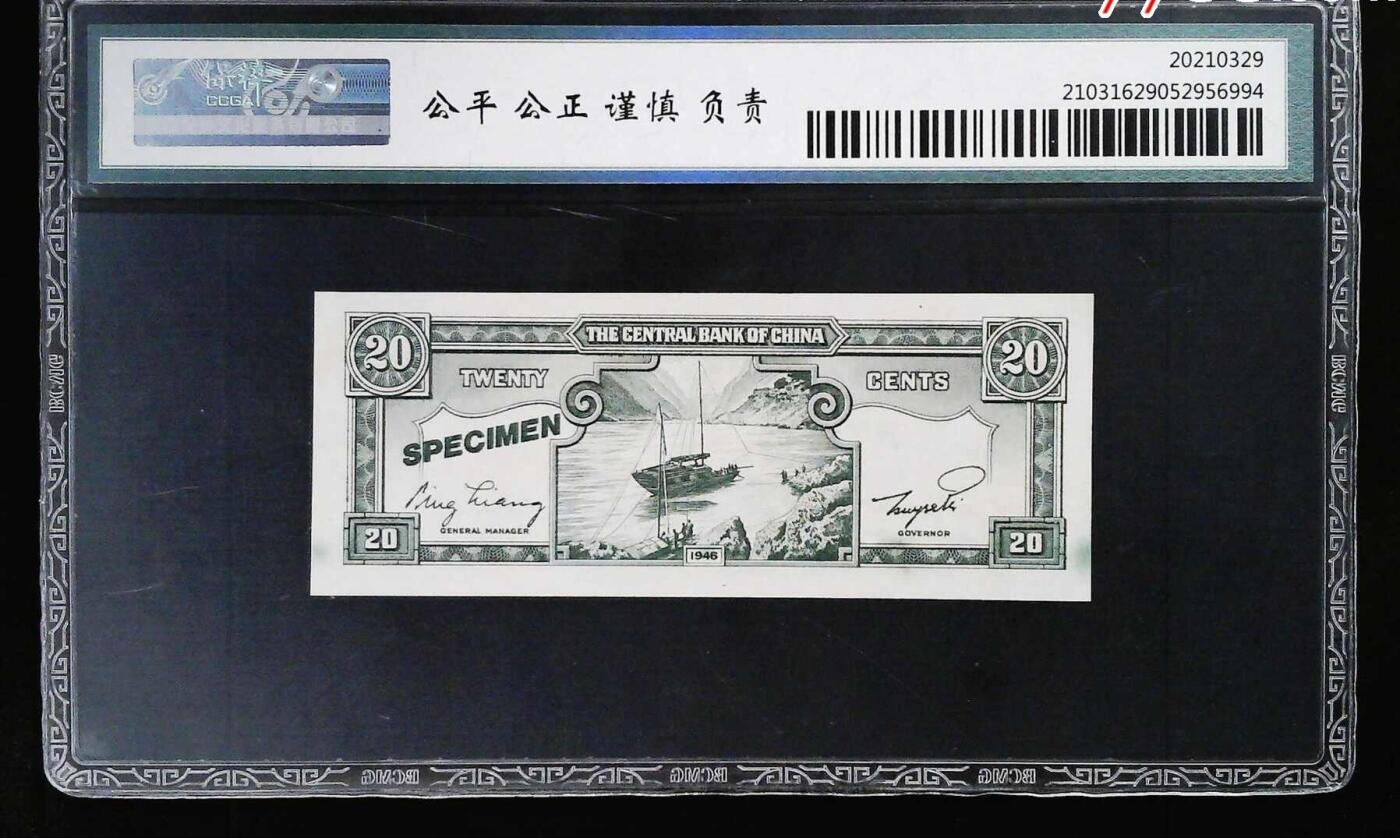 20210329
21031629052956994
CCGA
公平 公正 谨慎 负责
THE CENTRAL BANK OF CHINA
20
20
TWENTY
CENTS
SPECIMEN
GENERAL MANAGER
GOVERNOR
20
1946
20